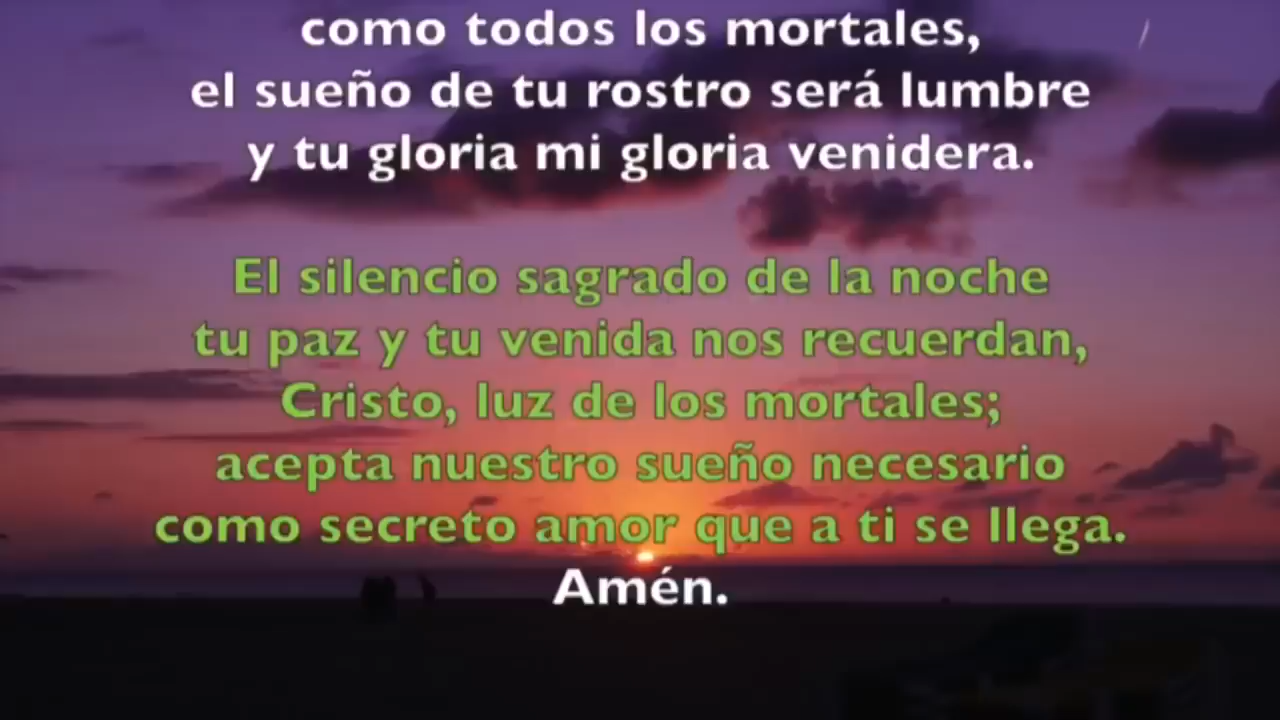 como todos los mortales,
el sueño de tu rostro será lumbre
y tu gloria mi gloria venidera.
El silencio sagrado de la noche
tu paz y tu venida nos recuerdan,
Cristo, luz de los mortales;
acepta nuestro sueño necesario
como secreto amor que a ti se llega.
Amén.